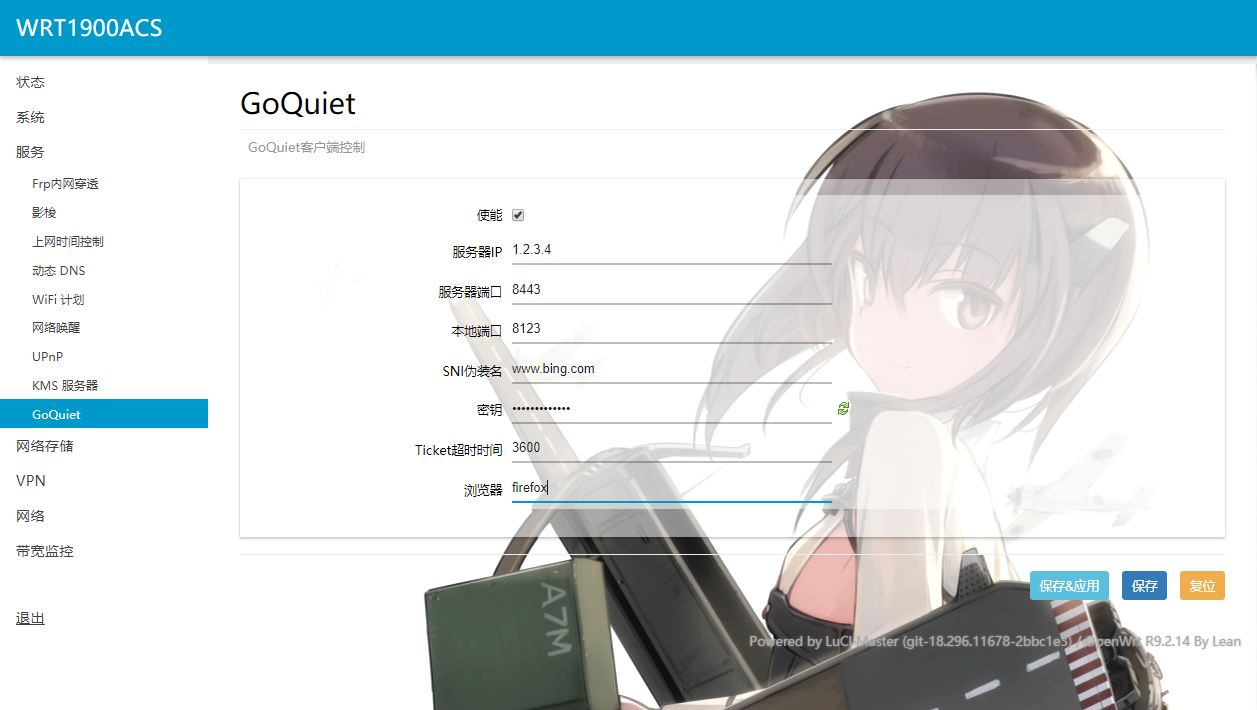 WRT1900ACS
状态
系统
服务
Frp内网穿透
影梭
上网时间控制
动态 DNS
WiFi 计划
网络唤醒
UPnP
KMS 服务器
GoQuiet
网络存储
VPN
网络
带宽监控
退出
GoQuiet
GoQuiet客户端控制
使能
服务器IP 1.2.3.4
服务器端口 8443
本地端口 8123
SNI伪装名 www.bing.com
密钥 •••••••••••••
Ticket超时时间 3600
浏览器 firefox
保存&应用 保存 复位
Powered by LuCI Master (git-18.296.11678-2bbc1e3) / OpenWrt R9.2.14 By Lean
A7M